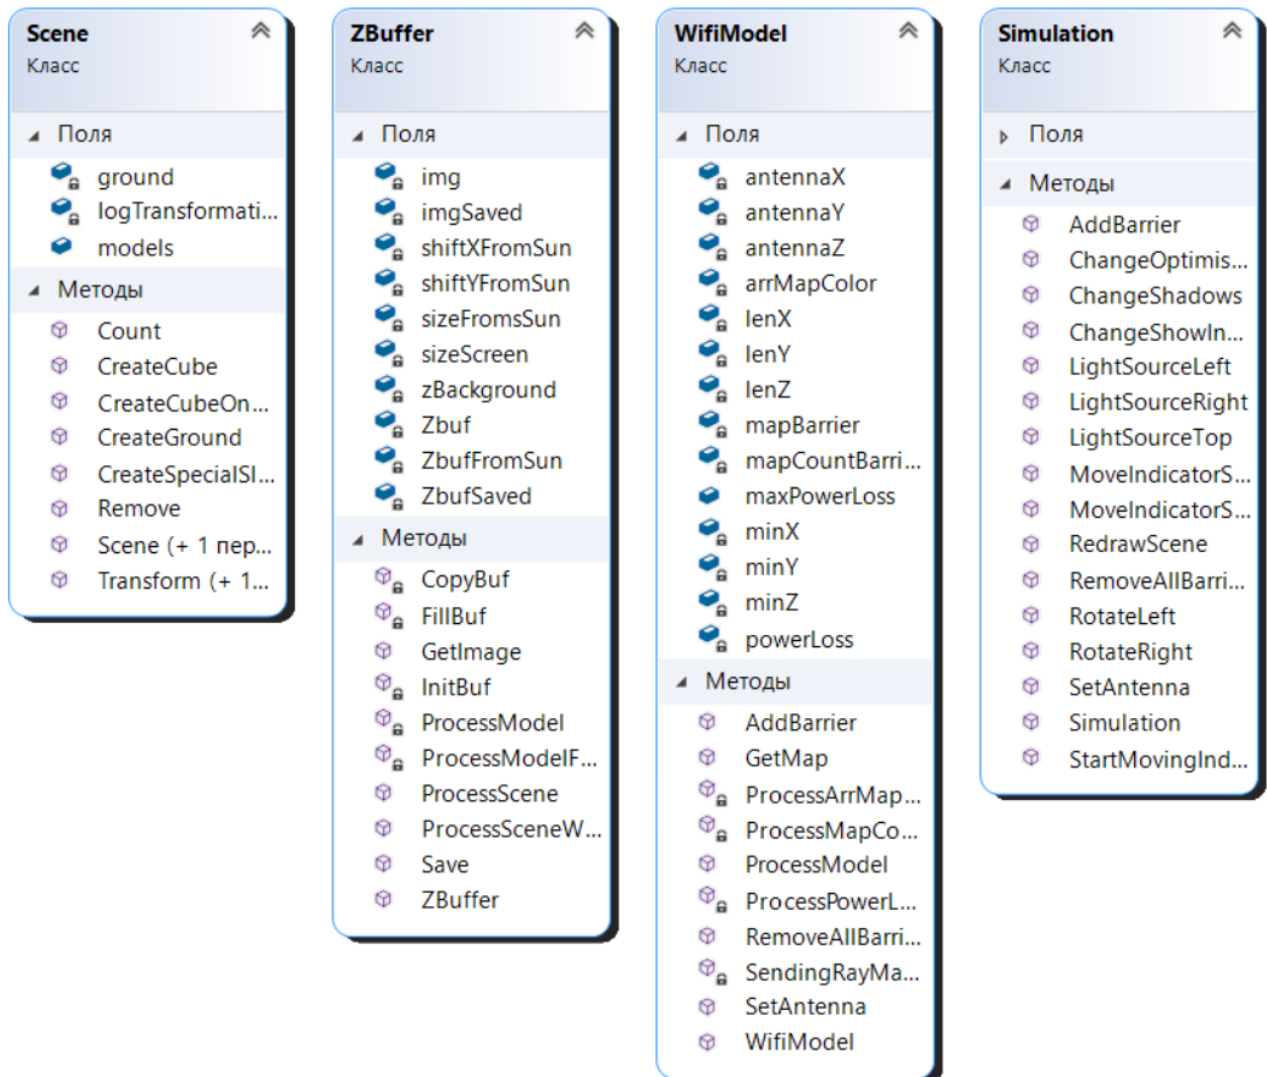 Scene
Класс
Поля
ground
logTransformati...
models
Методы
Count
CreateCube
CreateCubeOn...
CreateGround
CreateSpecialSl...
Remove
Scene (+ 1 пер...
Transform (+ 1...
ZBuffer
Класс
Поля
img
imgSaved
shiftXFromSun
shiftYFromSun
sizeFromsSun
sizeScreen
zBackground
Zbuf
ZbufFromSun
ZbufSaved
Методы
CopyBuf
FillBuf
GetImage
InitBuf
ProcessModel
ProcessModelF...
ProcessScene
ProcessSceneW...
Save
ZBuffer
WifiModel
Класс
Поля
antennaX
antennaY
antennaZ
arrMapColor
lenX
lenY
lenZ
mapBarrier
mapCountBarri...
maxPowerLoss
minX
minY
minZ
powerLoss
Методы
AddBarrier
GetMap
ProcessArrMap...
ProcessMapCo...
ProcessModel
ProcessPowerL...
RemoveAllBarri...
SendingRayMa...
SetAntenna
WifiModel
Simulation
Класс
Поля
Методы
AddBarrier
ChangeOptimis...
ChangeShadows
ChangeShowIn...
LightSourceLeft
LightSourceRight
LightSourceTop
MoveIndicatorS...
MoveIndicatorS...
RedrawScene
RemoveAllBarri...
RotateLeft
RotateRight
SetAntenna
Simulation
StartMovingInd...